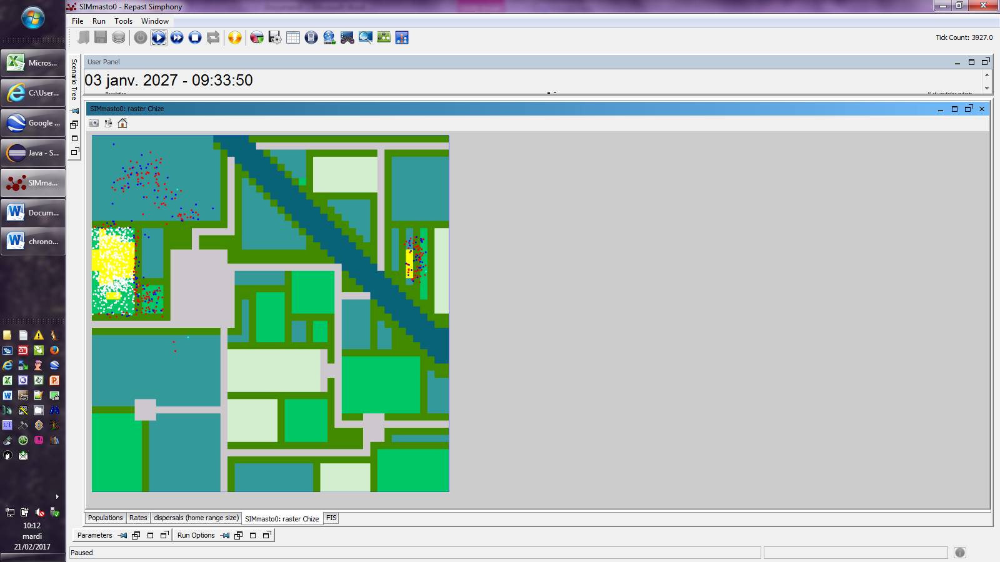 SIMmasto0 - Repast Simphony
File Run Tools Window
Tick Count: 3927.0
Micros...
C:\User...
Google ...
Java - S...
SIMma...
Docum...
chrono...
Scenario Tree
User Panel
03 janv. 2027 - 09:33:50
SIMmasto0: raster Chize
Populations Rates dispersals (home range size) SIMmasto0: raster Chize FIS
Parameters Run Options
Paused
10:12
mardi
21/02/2017